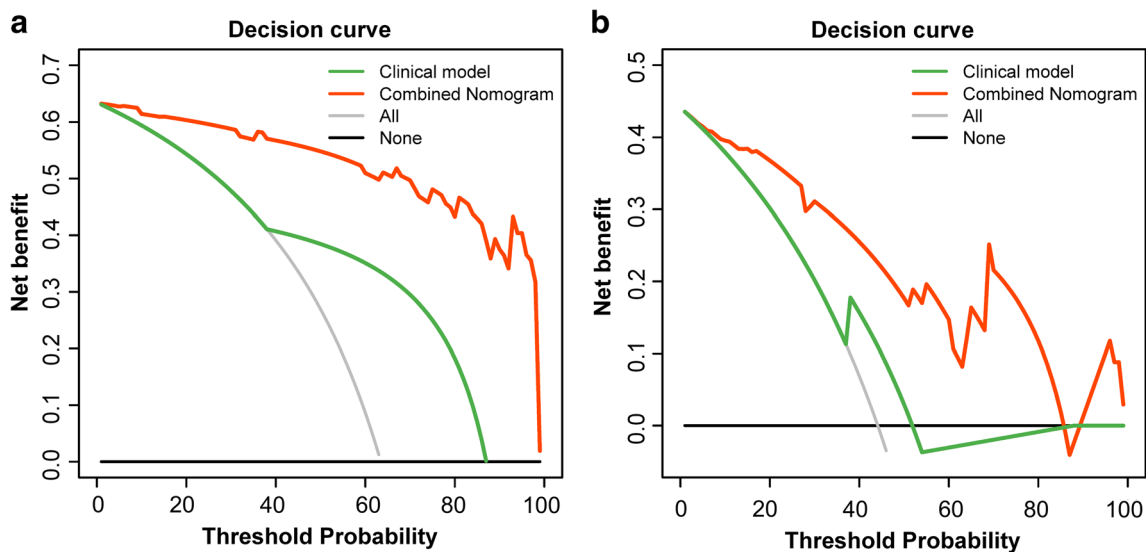 a
Decision curve
Clinical model
Combined Nomogram
All
None
Net benefit
0.7
0.6
0.5
0.4
0.3
0.2
0.1
0.0
0 20 40 60 80 100
Threshold Probability
b
Decision curve
Clinical model
Combined Nomogram
All
None
Net benefit
0.5
0.4
0.3
0.2
0.1
0.0
0 20 40 60 80 100
Threshold Probability